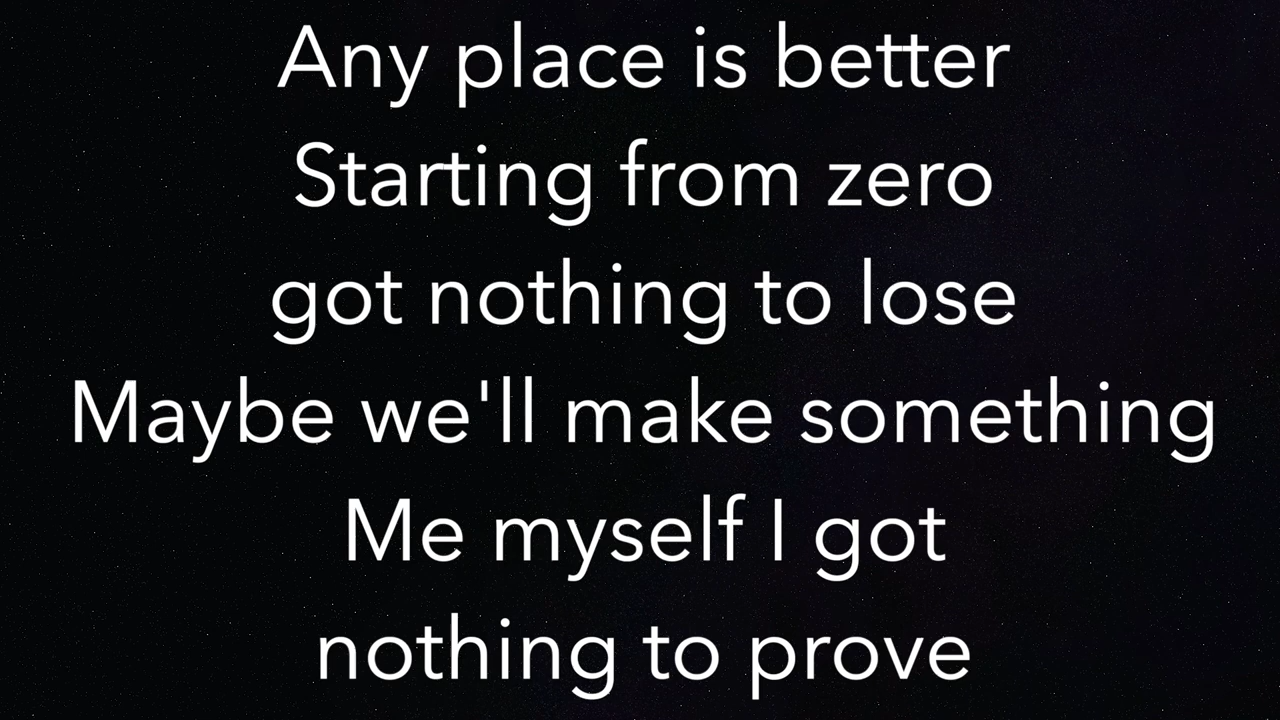 Any place is better
Starting from zero
got nothing to lose
Maybe we'll make something
Me myself I got
nothing to prove